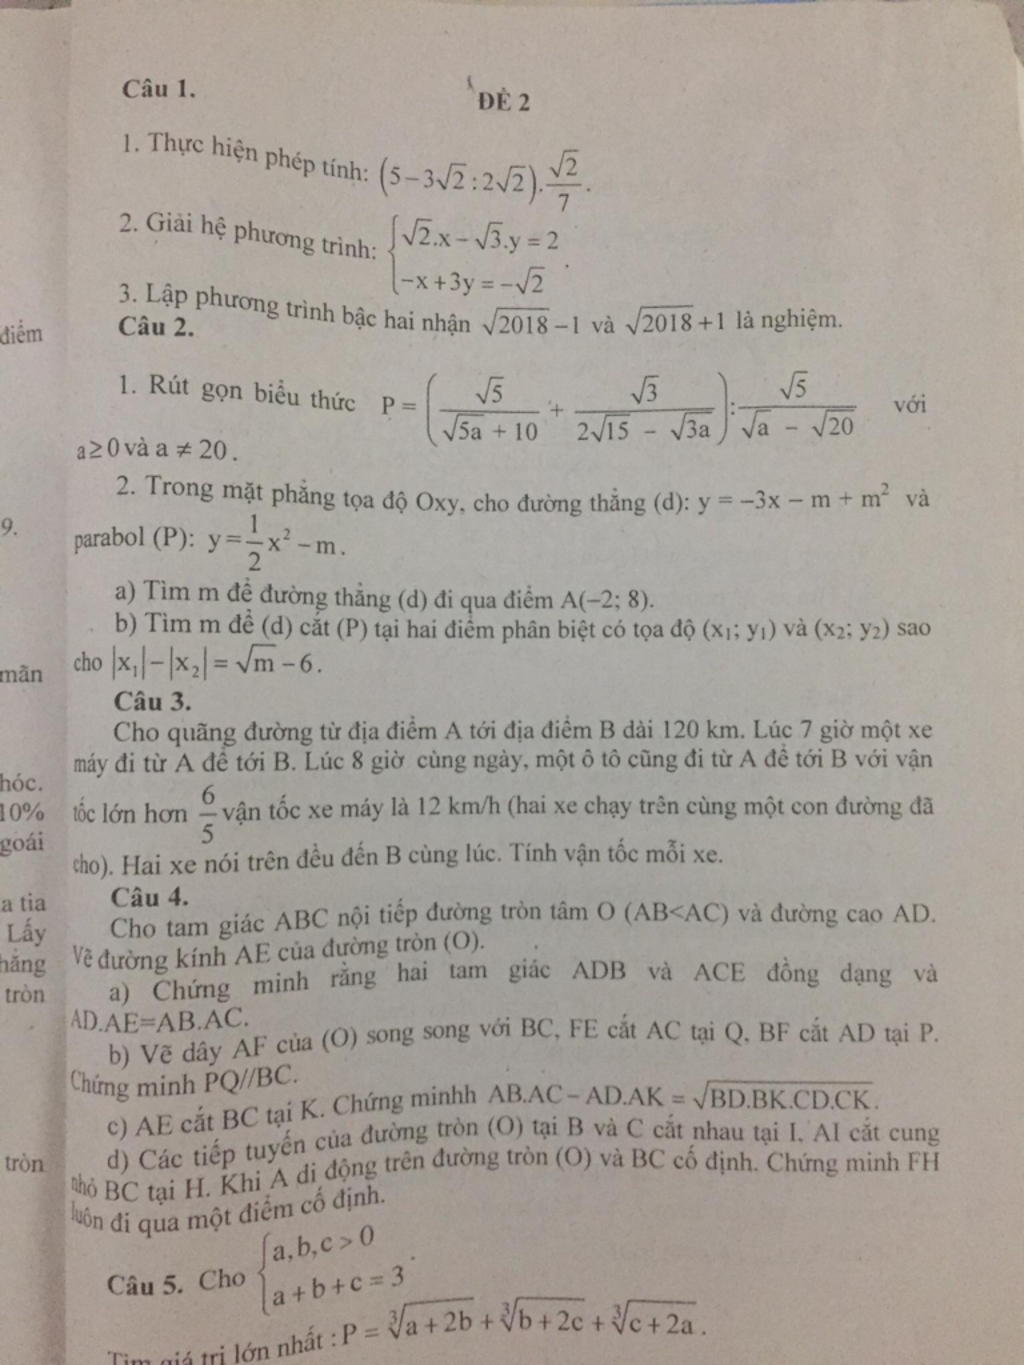 Câu 1.
ĐỀ 2
1. Thực hiện phép tính: (5−3√2 : 2√2).√2/7.
2. Giải hệ phương trình: {√2.x − √3.y = 2
−x + 3y = −√2.
3. Lập phương trình bậc hai nhận √2018 −1 và √2018 +1 là nghiệm.
điểm
Câu 2.
1. Rút gọn biểu thức P = (√5/(√5a + 10) + √3/(2√15 − √3a)) : √5/(√a − √20) với
a≥0 và a ≠ 20.
2. Trong mặt phẳng tọa độ Oxy, cho đường thẳng (d): y = −3x − m + m² và
9.
parabol (P): y = 1/2 x² − m.
a) Tìm m để đường thẳng (d) đi qua điểm A(−2; 8).
b) Tìm m để (d) cắt (P) tại hai điểm phân biệt có tọa độ (x₁; y₁) và (x₂; y₂) sao
mãn
cho |x₁|−|x₂| = √m − 6.
Câu 3.
Cho quãng đường từ địa điểm A tới địa điểm B dài 120 km. Lúc 7 giờ một xe
máy đi từ A để tới B. Lúc 8 giờ cùng ngày, một ô tô cũng đi từ A để tới B với vận
hóc.
10%
tốc lớn hơn 6/5 vận tốc xe máy là 12 km/h (hai xe chạy trên cùng một con đường đã
goái
cho). Hai xe nói trên đều đến B cùng lúc. Tính vận tốc mỗi xe.
a tia
Câu 4.
Lấy
Cho tam giác ABC nội tiếp đường tròn tâm O (AB<AC) và đường cao AD.
hẳng
Vẽ đường kính AE của đường tròn (O).
tròn
a) Chứng minh rằng hai tam giác ADB và ACE đồng dạng và
AD.AE=AB.AC.
b) Vẽ dây AF của (O) song song với BC, FE cắt AC tại Q, BF cắt AD tại P.
Chứng minh PQ//BC.
c) AE cắt BC tại K. Chứng minhh AB.AC − AD.AK = √BD.BK.CD.CK.
d) Các tiếp tuyến của đường tròn (O) tại B và C cắt nhau tại I. AI cắt cung
tròn
nhỏ BC tại H. Khi A di động trên đường tròn (O) và BC cố định. Chứng minh FH
luôn đi qua một điểm cố định.
Câu 5. Cho {a, b, c > 0
a + b + c = 3.
Tìm giá trị lớn nhất : P = ∛a + 2b + ∛b + 2c + ∛c + 2a.